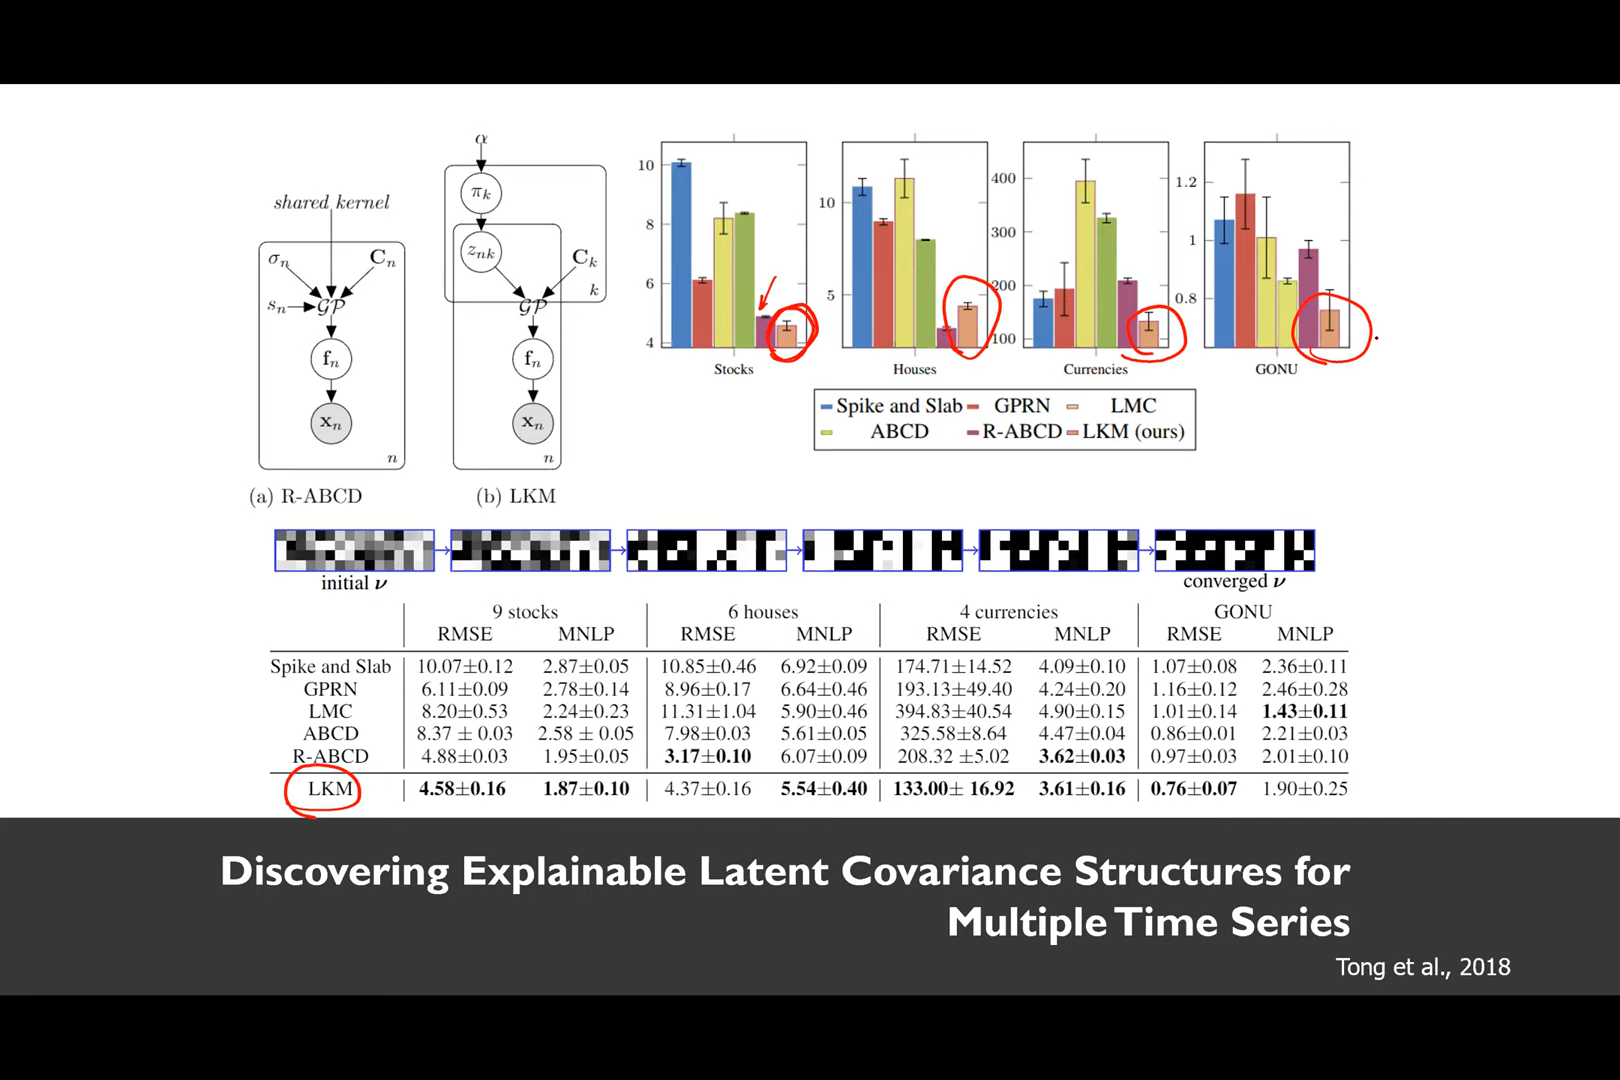 α
π_k
shared kernel
z_nk
σ_n
C_n
C_k
k
s_n
GP
GP
f_n
f_n
x_n
x_n
n
n
(a) R-ABCD
(b) LKM
10
8
6
4
Stocks
10
5
Houses
400
300
200
100
Currencies
1.2
1
0.8
GONU
Spike and Slab GPRN LMC
ABCD R-ABCD LKM (ours)
initial ν
converged ν
9 stocks 6 houses 4 currencies GONU
RMSE MNLP RMSE MNLP RMSE MNLP RMSE MNLP
Spike and Slab 10.07±0.12 2.87±0.05 10.85±0.46 6.92±0.09 174.71±14.52 4.09±0.10 1.07±0.08 2.36±0.11
GPRN 6.11±0.09 2.78±0.14 8.96±0.17 6.64±0.46 193.13±49.40 4.24±0.20 1.16±0.12 2.46±0.28
LMC 8.20±0.53 2.24±0.23 11.31±1.04 5.90±0.46 394.83±40.54 4.90±0.15 1.01±0.14 1.43±0.11
ABCD 8.37 ± 0.03 2.58 ± 0.05 7.98±0.03 5.61±0.05 325.58±8.64 4.47±0.04 0.86±0.01 2.21±0.03
R-ABCD 4.88±0.03 1.95±0.05 3.17±0.10 6.07±0.09 208.32 ±5.02 3.62±0.03 0.97±0.03 2.01±0.10
LKM 4.58±0.16 1.87±0.10 4.37±0.16 5.54±0.40 133.00± 16.92 3.61±0.16 0.76±0.07 1.90±0.25
Discovering Explainable Latent Covariance Structures for
Multiple Time Series
Tong et al., 2018